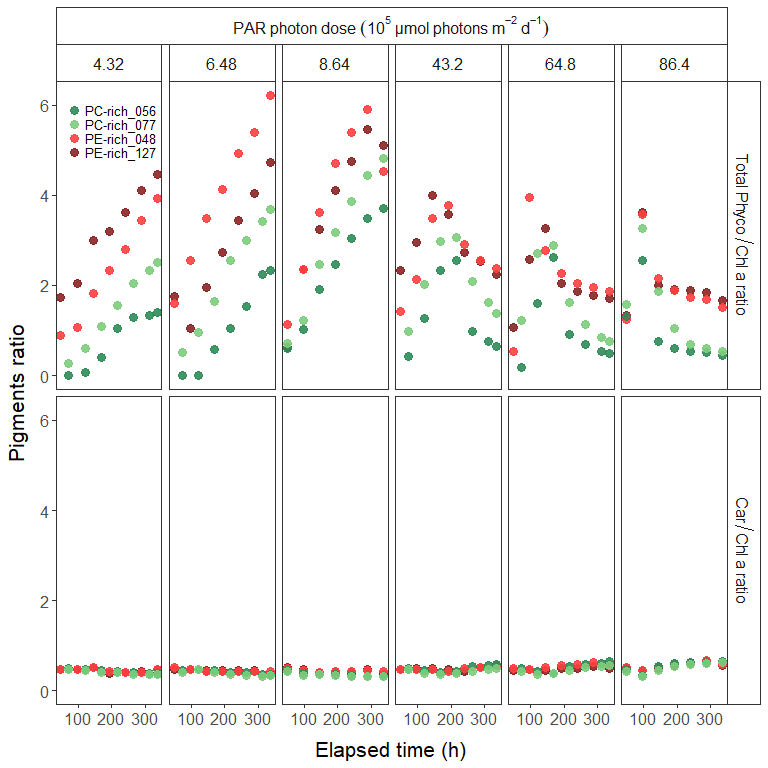 PAR photon dose (10⁵ µmol photons m⁻² d⁻¹)
4.32 6.48 8.64 43.2 64.8 86.4
PC-rich_056
PC-rich_077
PE-rich_048
PE-rich_127
6
4
2
0
Total Phyco/Chl a ratio
6
4
2
0
Car/Chl a ratio
Pigments ratio
100 200 300 100 200 300 100 200 300 100 200 300 100 200 300 100 200 300
Elapsed time (h)